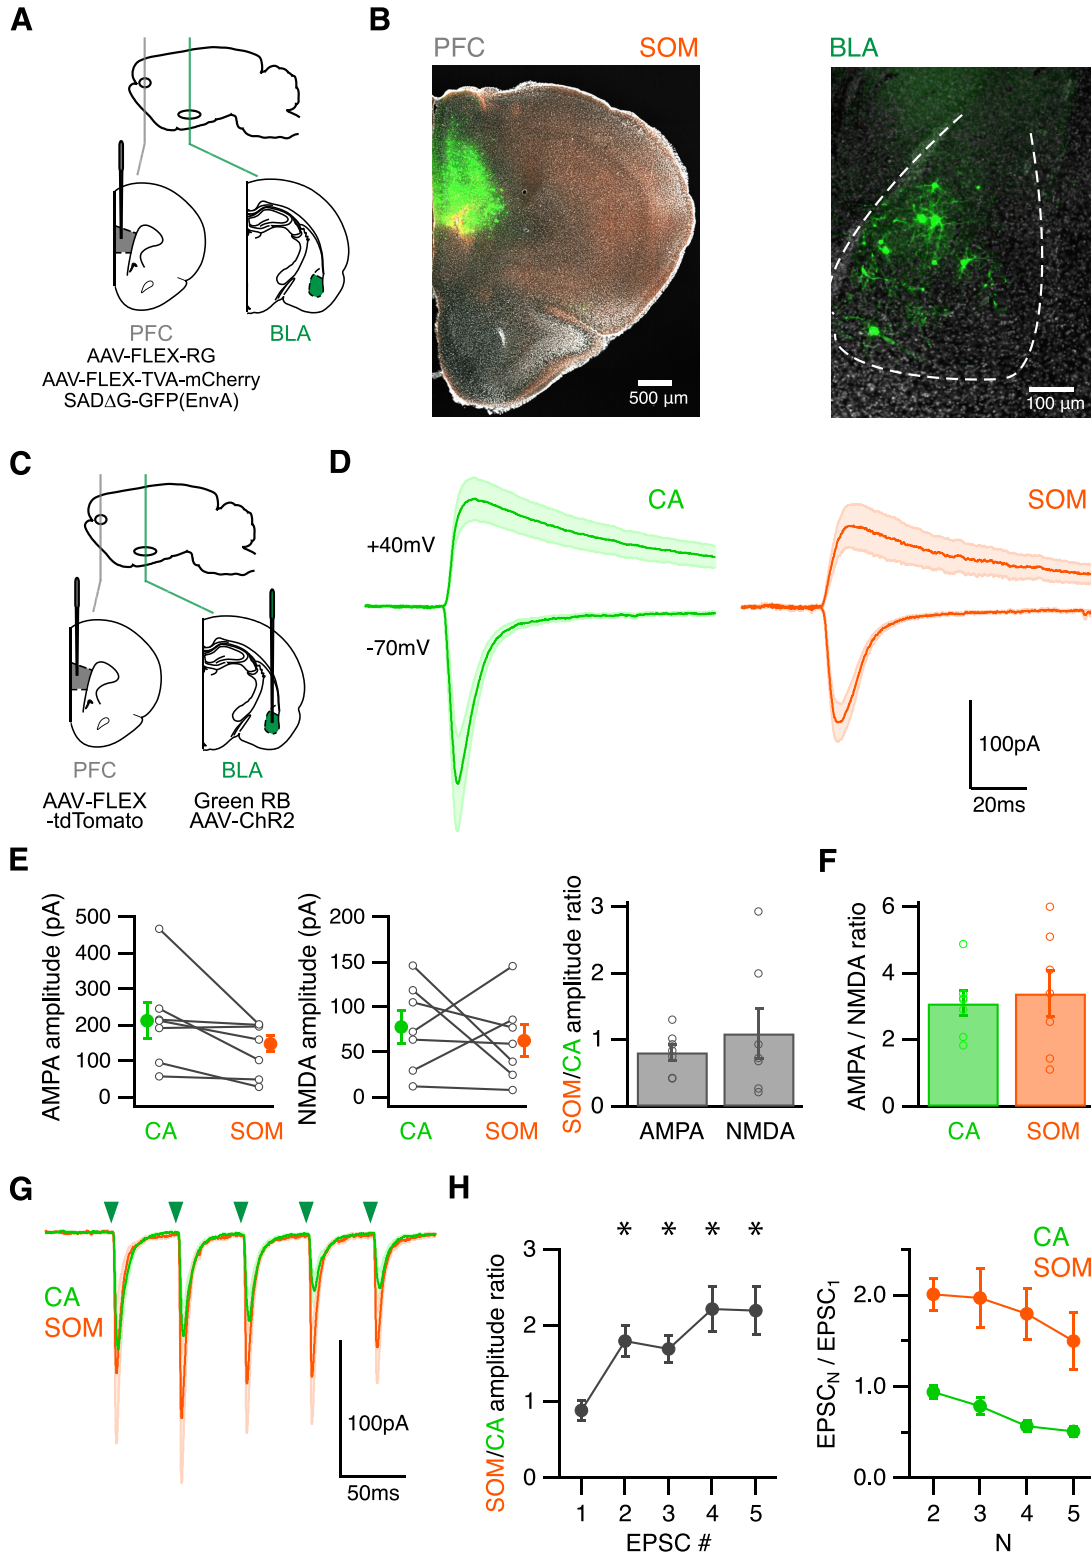 A
PFC
AAV-FLEX-RG
AAV-FLEX-TVA-mCherry
SADΔG-GFP(EnvA)
BLA
B
PFC
SOM
500 µm
BLA
100 µm
C
PFC
AAV-FLEX
-tdTomato
BLA
Green RB
AAV-ChR2
D
CA
SOM
+40mV
-70mV
100pA
20ms
E
AMPA amplitude (pA)
500
400
300
200
100
0
CA
SOM
NMDA amplitude (pA)
200
150
100
50
0
CA
SOM
SOM/CA amplitude ratio
3
2
1
0
AMPA
NMDA
F
AMPA / NMDA ratio
6
4
2
0
CA
SOM
G
CA
SOM
100pA
50ms
H
* * * *
SOM/CA amplitude ratio
3
2
1
0
1 2 3 4 5
EPSC #
CA
SOM
EPSC_N / EPSC_1
2.0
1.0
0.0
2 3 4 5
N